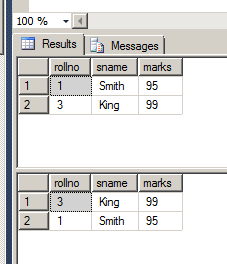 100 %
Results Messages
rollno sname marks
1 1 Smith 95
2 3 King 99
rollno sname marks
1 3 King 99
2 1 Smith 95